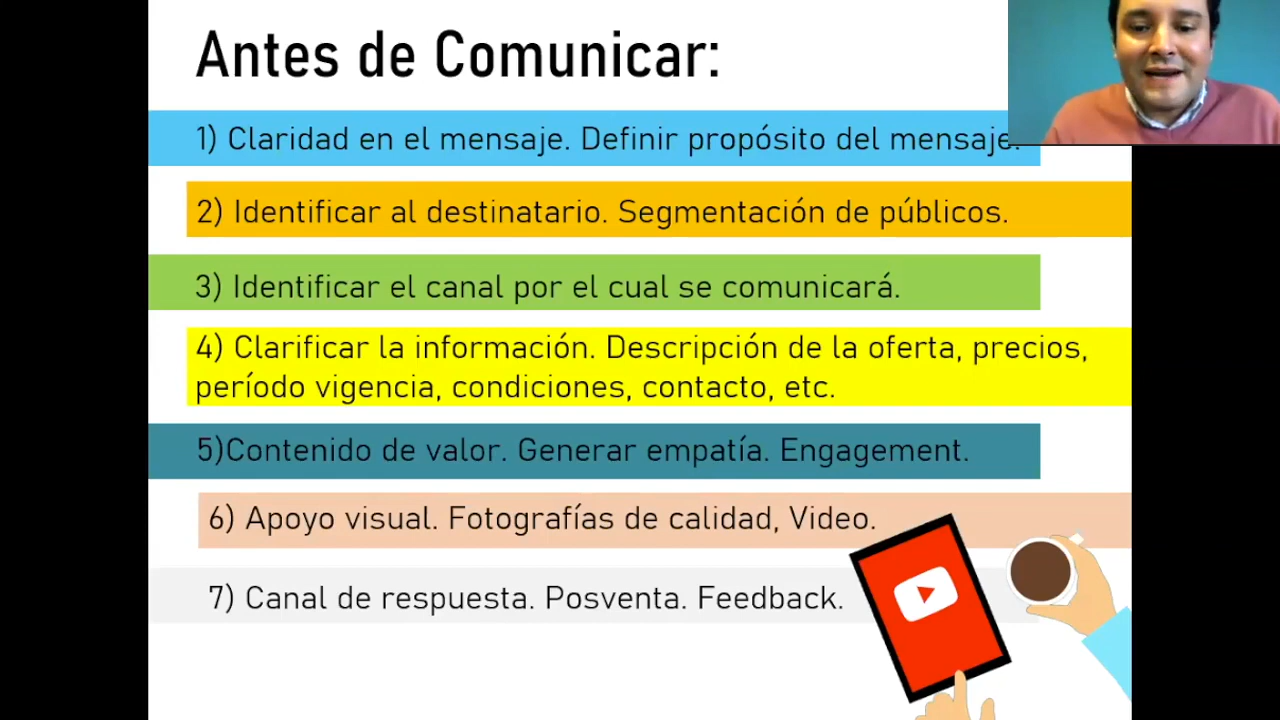 Antes de Comunicar:
1) Claridad en el mensaje. Definir propósito del mensaje.
2) Identificar al destinatario. Segmentación de públicos.
3) Identificar el canal por el cual se comunicará.
4) Clarificar la información. Descripción de la oferta, precios,
período vigencia, condiciones, contacto, etc.
5)Contenido de valor. Generar empatía. Engagement.
6) Apoyo visual. Fotografías de calidad, Video.
7) Canal de respuesta. Posventa. Feedback.